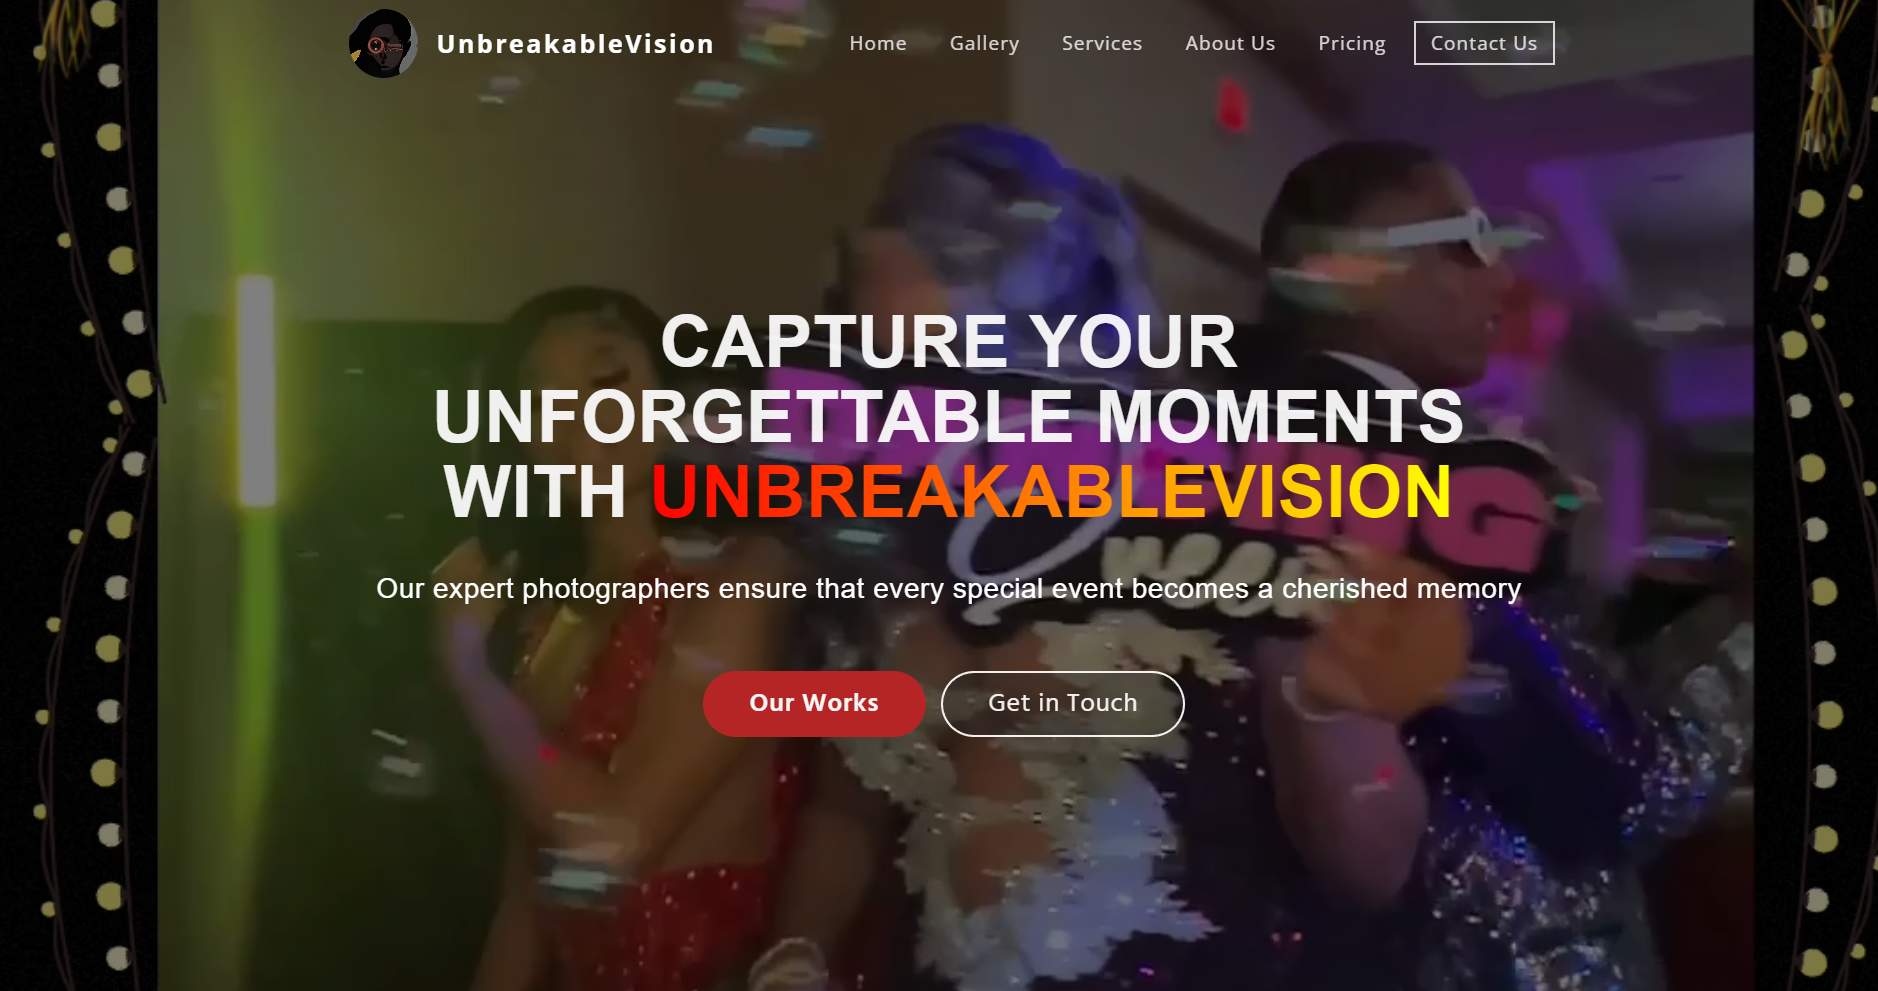 UnbreakableVision
Home
Gallery
Services
About Us
Pricing
Contact Us
CAPTURE YOUR
UNFORGETTABLE MOMENTS
WITH UNBREAKABLEVISION
Our expert photographers ensure that every special event becomes a cherished memory
Our Works
Get in Touch